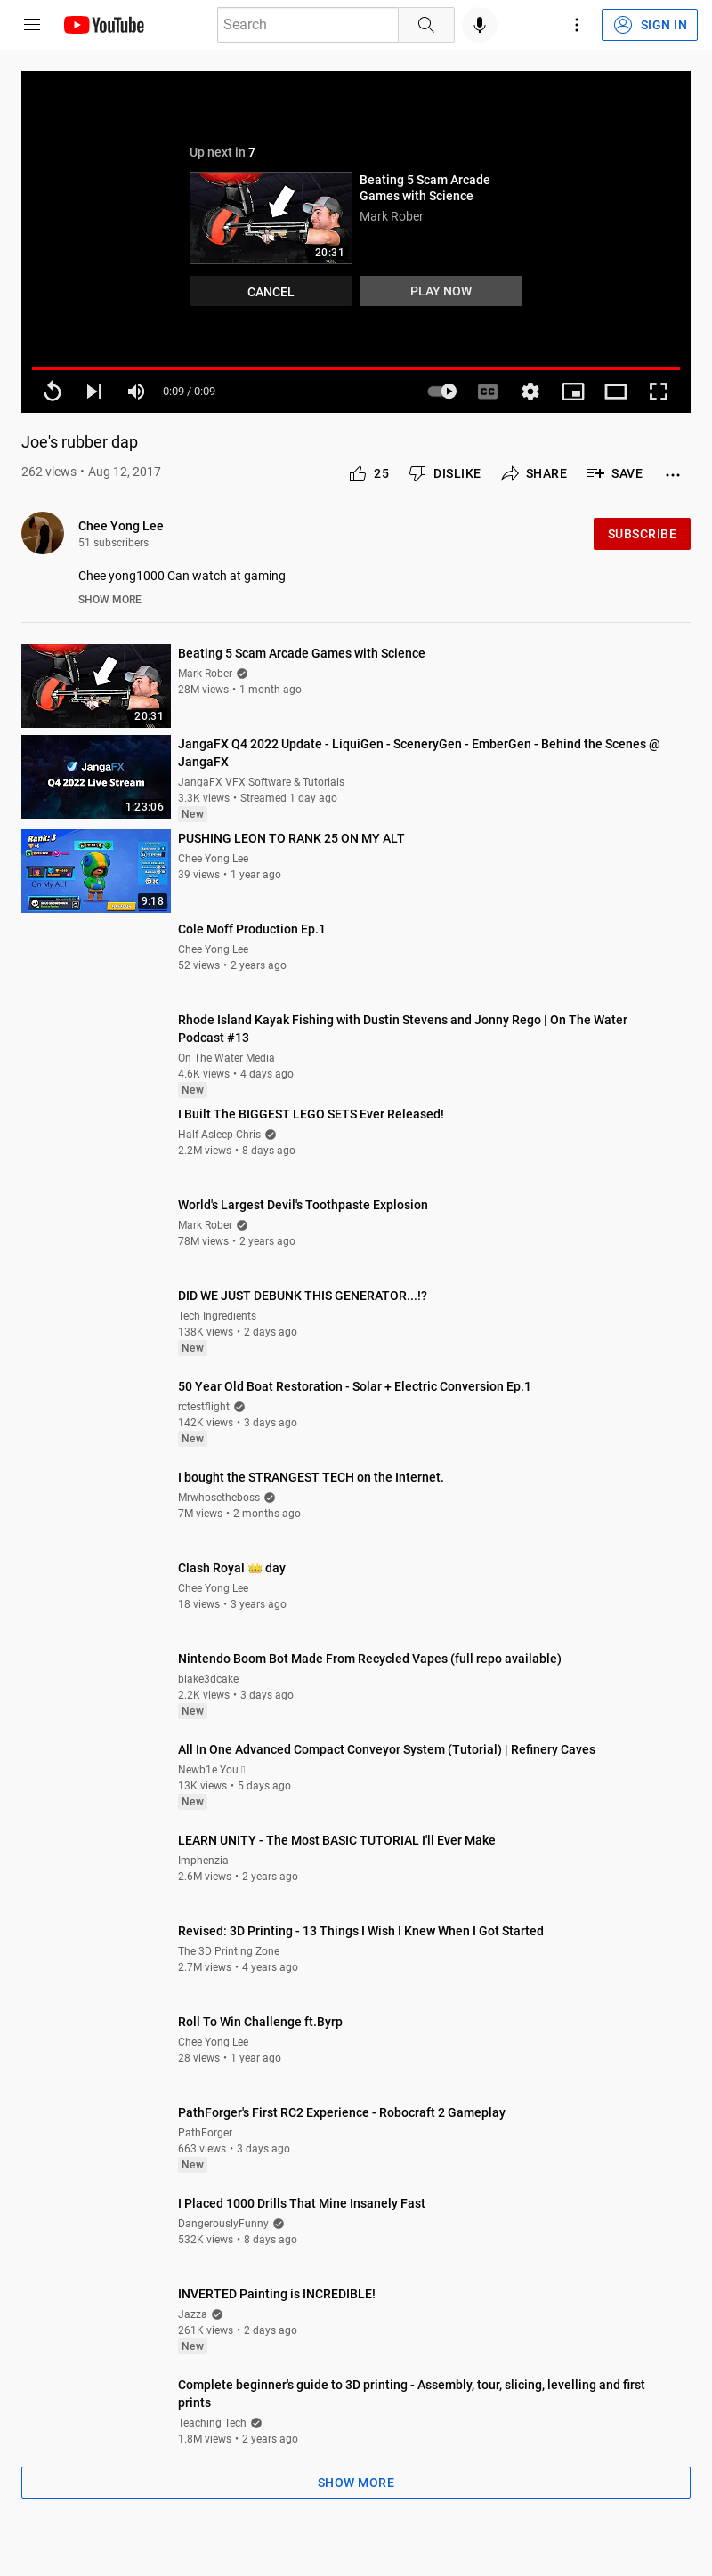 YouTube
Search
SIGN IN
Up next in 7
Beating 5 Scam Arcade
Games with Science
Mark Rober
20:31
CANCEL
PLAY NOW
0:09 / 0:09
CC
Joe's rubber dap
262 views • Aug 12, 2017
25
DISLIKE
SHARE
SAVE
Chee Yong Lee
51 subscribers
SUBSCRIBE
Chee yong1000 Can watch at gaming
SHOW MORE
Beating 5 Scam Arcade Games with Science
Mark Rober
28M views • 1 month ago
20:31
JangaFX Q4 2022 Update - LiquiGen - SceneryGen - EmberGen - Behind the Scenes @
JangaFX
JangaFX VFX Software & Tutorials
3.3K views • Streamed 1 day ago
New
JangaFX
Q4 2022 Live Stream
1:23:06
PUSHING LEON TO RANK 25 ON MY ALT
Chee Yong Lee
39 views • 1 year ago
Rank: 3
On My ALT
9:18
Cole Moff Production Ep.1
Chee Yong Lee
52 views • 2 years ago
Rhode Island Kayak Fishing with Dustin Stevens and Jonny Rego | On The Water
Podcast #13
On The Water Media
4.6K views • 4 days ago
New
I Built The BIGGEST LEGO SETS Ever Released!
Half-Asleep Chris
2.2M views • 8 days ago
World's Largest Devil's Toothpaste Explosion
Mark Rober
78M views • 2 years ago
DID WE JUST DEBUNK THIS GENERATOR...!?
Tech Ingredients
138K views • 2 days ago
New
50 Year Old Boat Restoration - Solar + Electric Conversion Ep.1
rctestflight
142K views • 3 days ago
New
I bought the STRANGEST TECH on the Internet.
Mrwhosetheboss
7M views • 2 months ago
Clash Royal 👑 day
Chee Yong Lee
18 views • 3 years ago
Nintendo Boom Bot Made From Recycled Vapes (full repo available)
blake3dcake
2.2K views • 3 days ago
New
All In One Advanced Compact Conveyor System (Tutorial) | Refinery Caves
Newb1e You
13K views • 5 days ago
New
LEARN UNITY - The Most BASIC TUTORIAL I'll Ever Make
Imphenzia
2.6M views • 2 years ago
Revised: 3D Printing - 13 Things I Wish I Knew When I Got Started
The 3D Printing Zone
2.7M views • 4 years ago
Roll To Win Challenge ft.Byrp
Chee Yong Lee
28 views • 1 year ago
PathForger's First RC2 Experience - Robocraft 2 Gameplay
PathForger
663 views • 3 days ago
New
I Placed 1000 Drills That Mine Insanely Fast
DangerouslyFunny
532K views • 8 days ago
INVERTED Painting is INCREDIBLE!
Jazza
261K views • 2 days ago
New
Complete beginner's guide to 3D printing - Assembly, tour, slicing, levelling and first
prints
Teaching Tech
1.8M views • 2 years ago
SHOW MORE